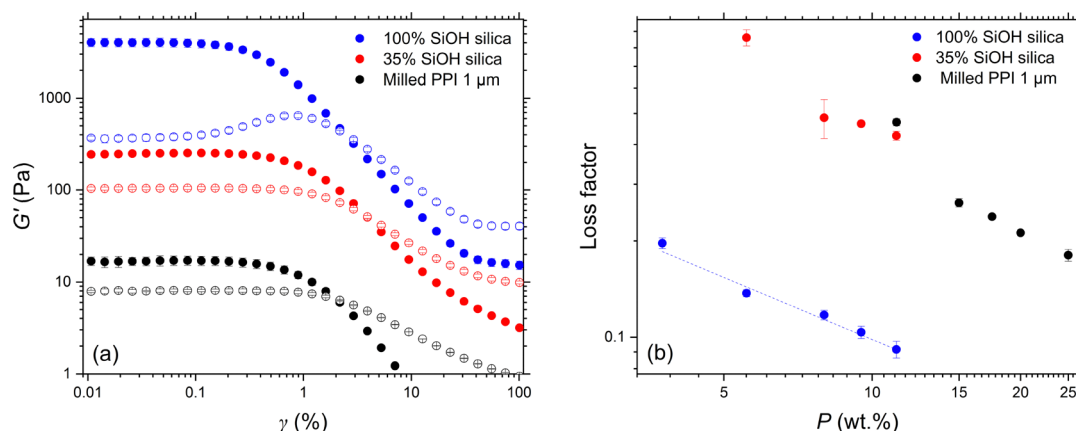 100% SiOH silica
35% SiOH silica
Milled PPI 1 µm
1000
100
10
1
G' (Pa)
(a)
0.01
0.1
1
10
100
γ (%)
100% SiOH silica
35% SiOH silica
Milled PPI 1 µm
Loss factor
0.2
0.1
(b)
5
10
15
20
25
P (wt.%)